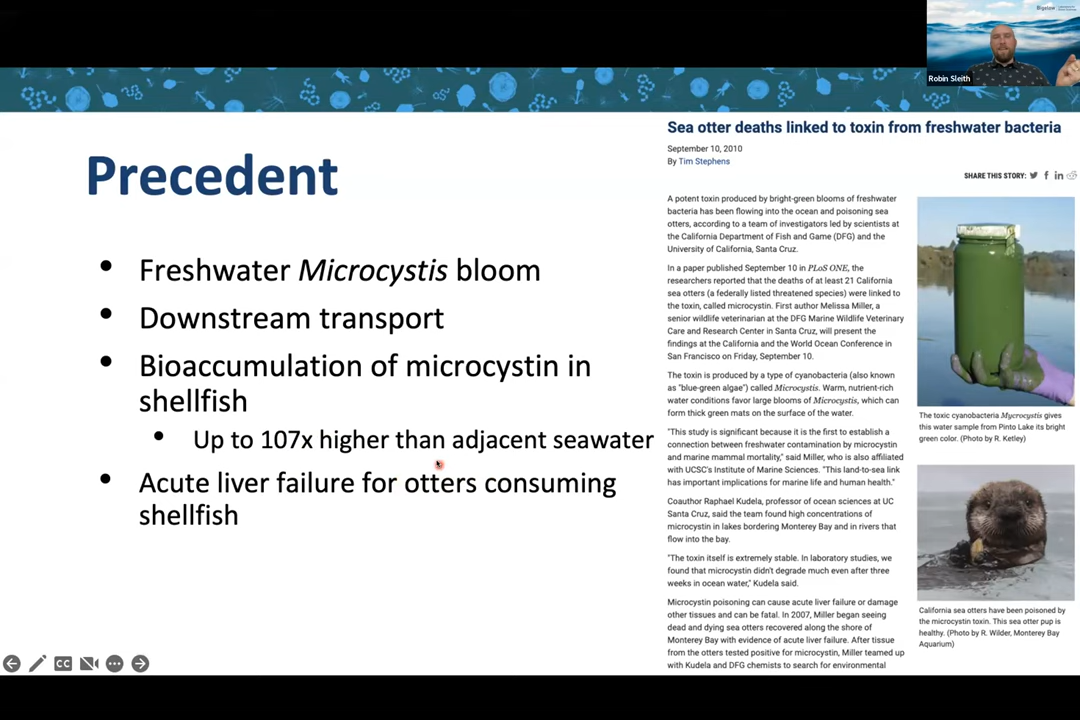 Bigelow
Robin Sleith
Precedent
• Freshwater Microcystis bloom
• Downstream transport
• Bioaccumulation of microcystin in
shellfish
• Up to 107x higher than adjacent seawater
• Acute liver failure for otters consuming
shellfish
Sea otter deaths linked to toxin from freshwater bacteria
September 10, 2010
By Tim Stephens
SHARE THIS STORY:
A potent toxin produced by bright-green blooms of freshwater
bacteria has been flowing into the ocean and poisoning sea
otters, according to a team of investigators led by scientists at
the California Department of Fish and Game (DFG) and the
University of California, Santa Cruz.
In a paper published September 10 in PLoS ONE, the
researchers reported that the deaths of at least 21 California
sea otters (a federally listed threatened species) were linked to
the toxin, called microcystin. First author Melissa Miller, a
senior wildlife veterinarian at the DFG Marine Wildlife Veterinary
Care and Research Center in Santa Cruz, will present the
findings at the California and the World Ocean Conference in
San Francisco on Friday, September 10.
The toxin is produced by a type of cyanobacteria (also known
as "blue-green algae") called Microcystis. Warm, nutrient-rich
water conditions favor large blooms of Microcystis, which can
form thick green mats on the surface of the water.
"This study is significant because it is the first to establish a
connection between freshwater contamination by microcystin
and marine mammal mortality," said Miller, who is also affiliated
with UCSC's Institute of Marine Sciences. "This land-to-sea link
has important implications for marine life and human health."
Coauthor Raphael Kudela, professor of ocean sciences at UC
Santa Cruz, said the team found high concentrations of
microcystin in lakes bordering Monterey Bay and in rivers that
flow into the bay.
"The toxin itself is extremely stable. In laboratory studies, we
found that microcystin didn't degrade much even after three
weeks in ocean water," Kudela said.
Microcystin poisoning can cause acute liver failure or damage
other tissues and can be fatal. In 2007, Miller began seeing
dead and dying sea otters recovered along the shore of
Monterey Bay with evidence of acute liver failure. After tissue
from the otters tested positive for microcystin, Miller teamed up
with Kudela and DFG chemists to search for environmental
The toxic cyanobacteria Mycrocystis gives
this water sample from Pinto Lake its bright
green color. (Photo by R. Ketley)
California sea otters have been poisoned by
the microcystin toxin. This sea otter pup is
healthy. (Photo by R. Wilder, Monterey Bay
Aquarium)
CC